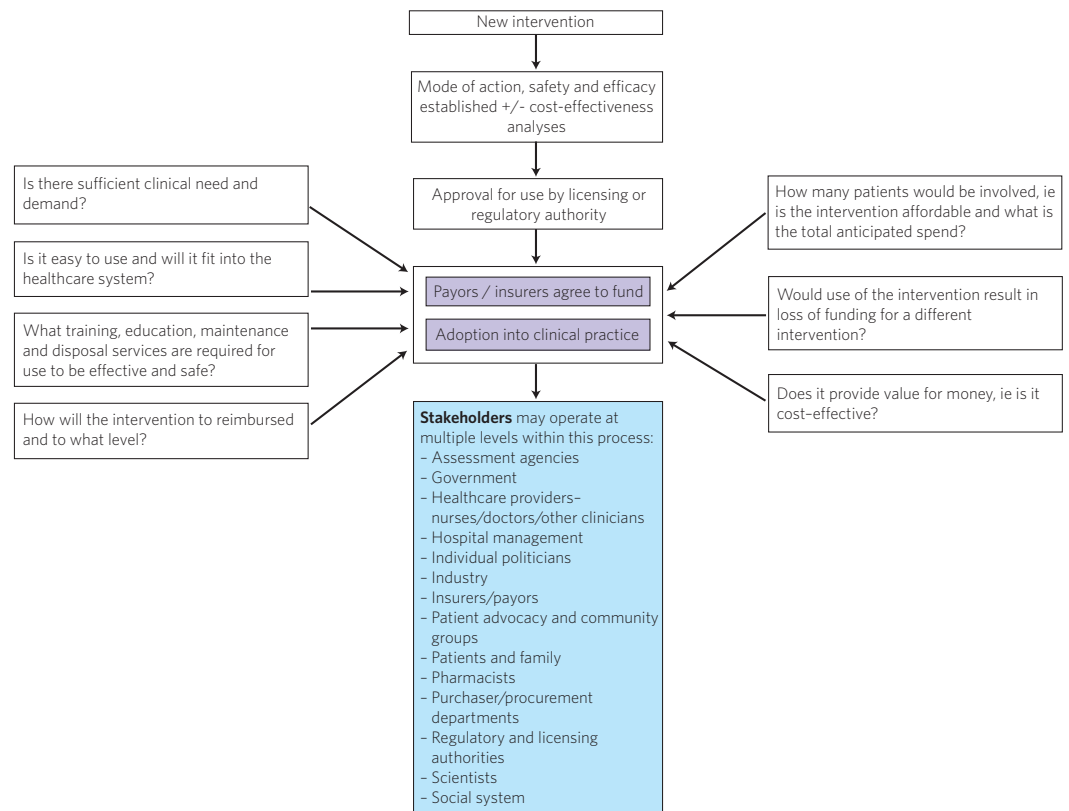 New intervention
Mode of action, safety and efficacy
established +/- cost-effectiveness
analyses
Approval for use by licensing or
regulatory authority
Is there sufficient clinical need and
demand?
Is it easy to use and will it fit into the
healthcare system?
What training, education, maintenance
and disposal services are required for
use to be effective and safe?
How will the intervention to reimbursed
and to what level?
Payors / insurers agree to fund
Adoption into clinical practice
How many patients would be involved, ie
is the intervention affordable and what is
the total anticipated spend?
Would use of the intervention result in
loss of funding for a different
intervention?
Does it provide value for money, ie is it
cost-effective?
Stakeholders may operate at
multiple levels within this process:
– Assessment agencies
– Government
– Healthcare providers–
nurses/doctors/other clinicians
– Hospital management
– Individual politicians
– Industry
– Insurers/payors
– Patient advocacy and community
groups
– Patients and family
– Pharmacists
– Purchaser/procurement
departments
– Regulatory and licensing
authorities
– Scientists
– Social system